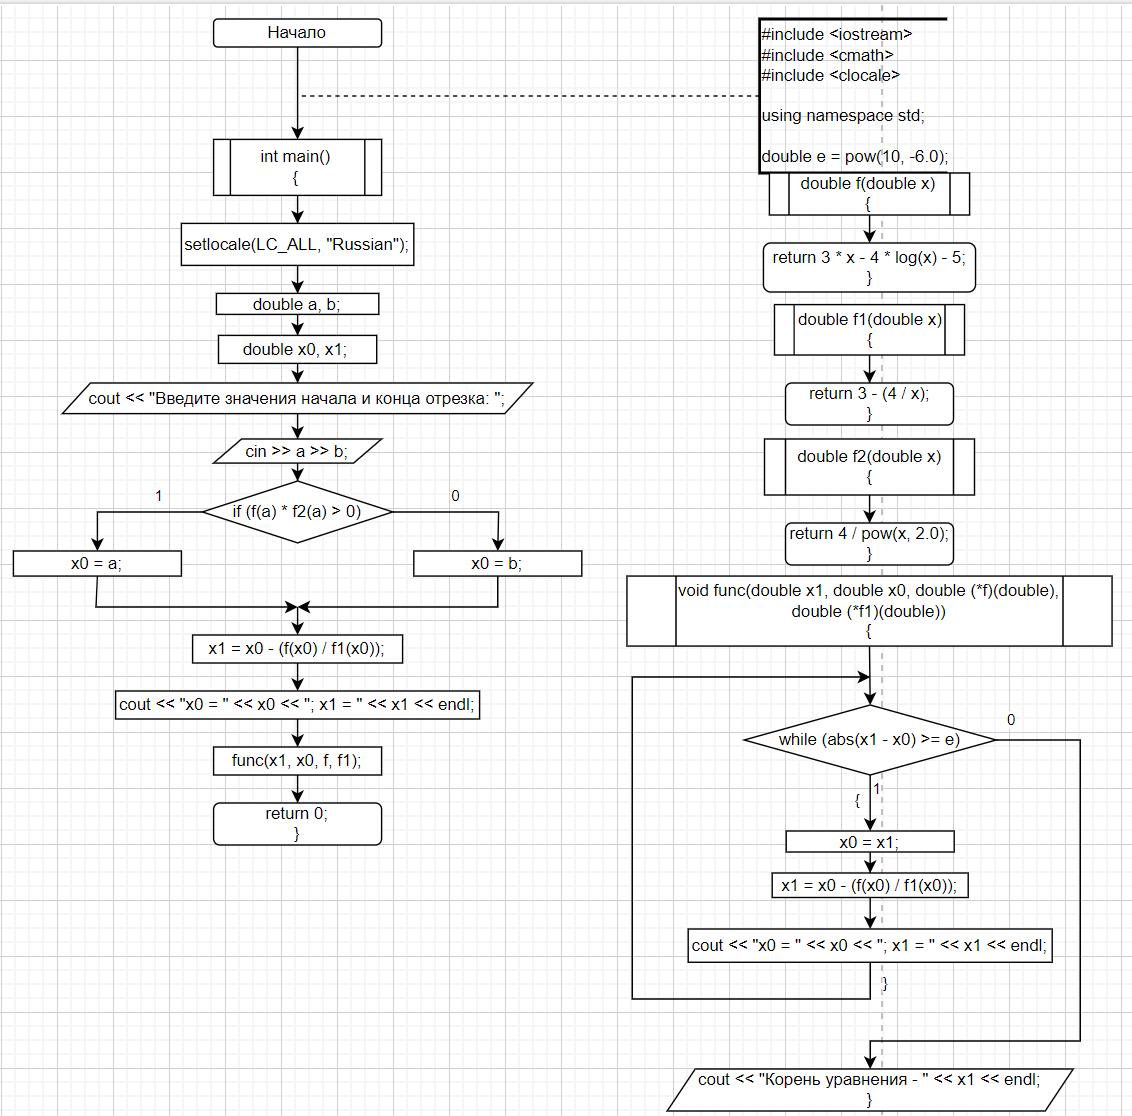 Начало
int main()
{
setlocale(LC_ALL, "Russian");
double a, b;
double x0, x1;
cout << "Введите значения начала и конца отрезка: ";
cin >> a >> b;
if (f(a) * f2(a) > 0)
1
0
x0 = a;
x0 = b;
x1 = x0 - (f(x0) / f1(x0));
cout << "x0 = " << x0 << "; x1 = " << x1 << endl;
func(x1, x0, f, f1);
return 0;
}
#include <iostream>
#include <cmath>
#include <clocale>
using namespace std;
double e = pow(10, -6.0);
double f(double x)
{
return 3 * x - 4 * log(x) - 5;
}
double f1(double x)
{
return 3 - (4 / x);
}
double f2(double x)
{
return 4 / pow(x, 2.0);
}
void func(double x1, double x0, double (*f)(double),
double (*f1)(double))
{
while (abs(x1 - x0) >= e)
0
1
{
x0 = x1;
x1 = x0 - (f(x0) / f1(x0));
cout << "x0 = " << x0 << "; x1 = " << x1 << endl;
}
cout << "Корень уравнения - " << x1 << endl;
}